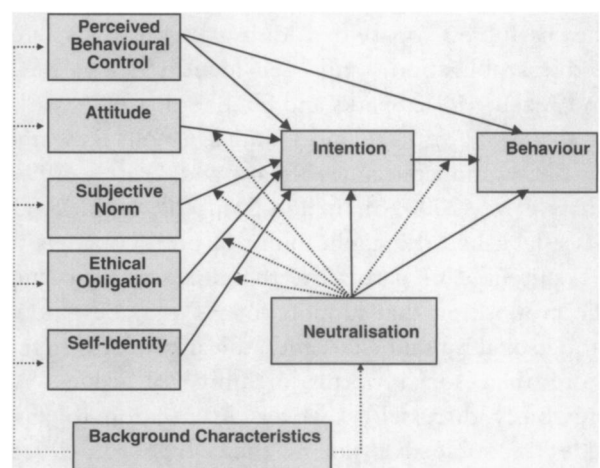 Perceived
Behavioural
Control
Attitude
Intention
Behaviour
Subjective
Norm
Ethical
Obligation
Neutralisation
Self-Identity
Background Characteristics